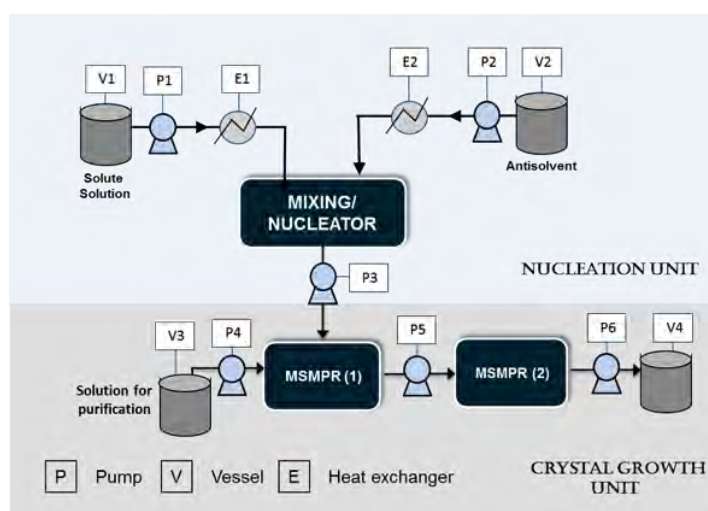 V1
P1
E1
E2
P2
V2
Solute
Solution
Antisolvent
MIXING/
NUCLEATOR
P3
NUCLEATION UNIT
V3
P4
P5
P6
V4
MSMPR (1)
MSMPR (2)
Solution for
purification
CRYSTAL GROWTH
UNIT
P Pump V Vessel E Heat exchanger